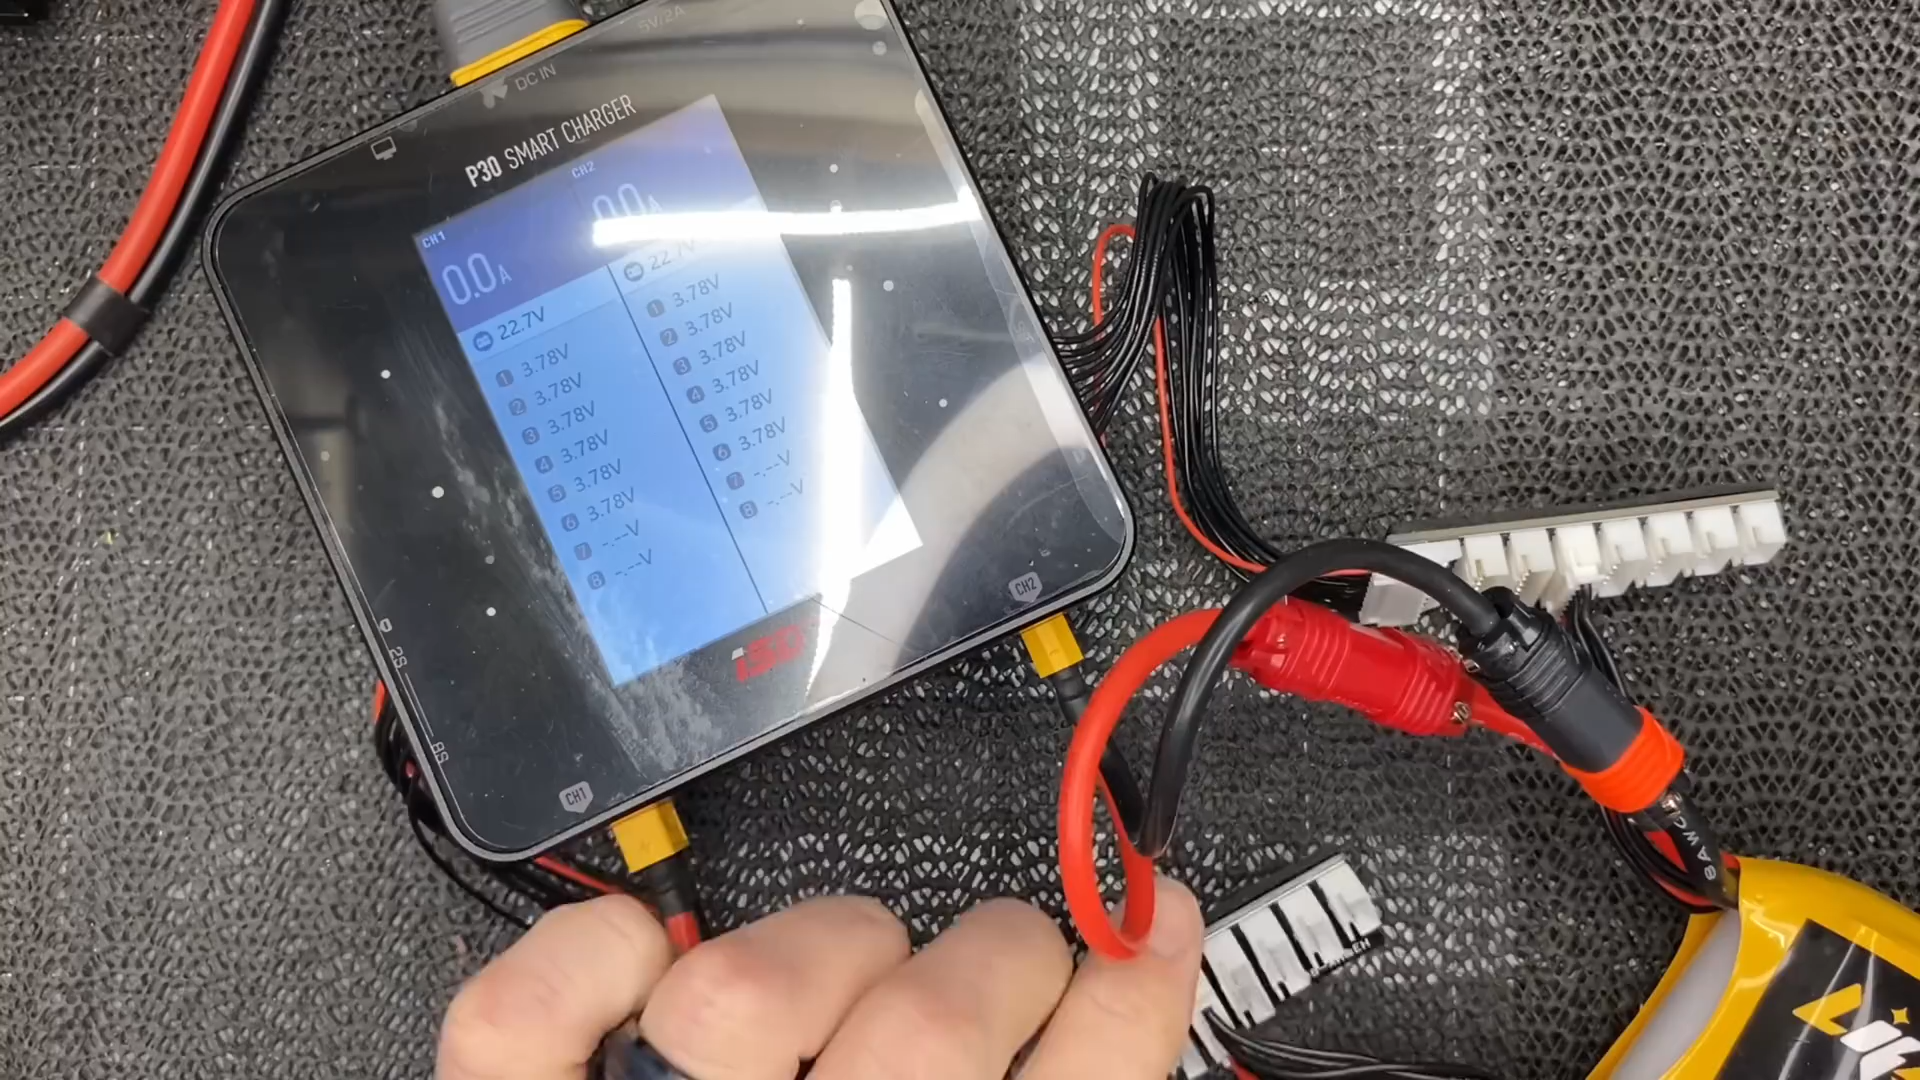 5V/2A
DC IN
P30 SMART CHARGER
CH1
CH2
0.0A
0.0A
22.7V
22.7V
1 3.78V
2 3.78V
3 3.78V
4 3.78V
5 3.78V
6 3.78V
7 -.--V
8 -.--V
1 3.78V
2 3.78V
3 3.78V
4 3.78V
5 3.78V
6 3.78V
7 -.--V
8 -.--V
2S
8S
CH1
CH2
8AWG